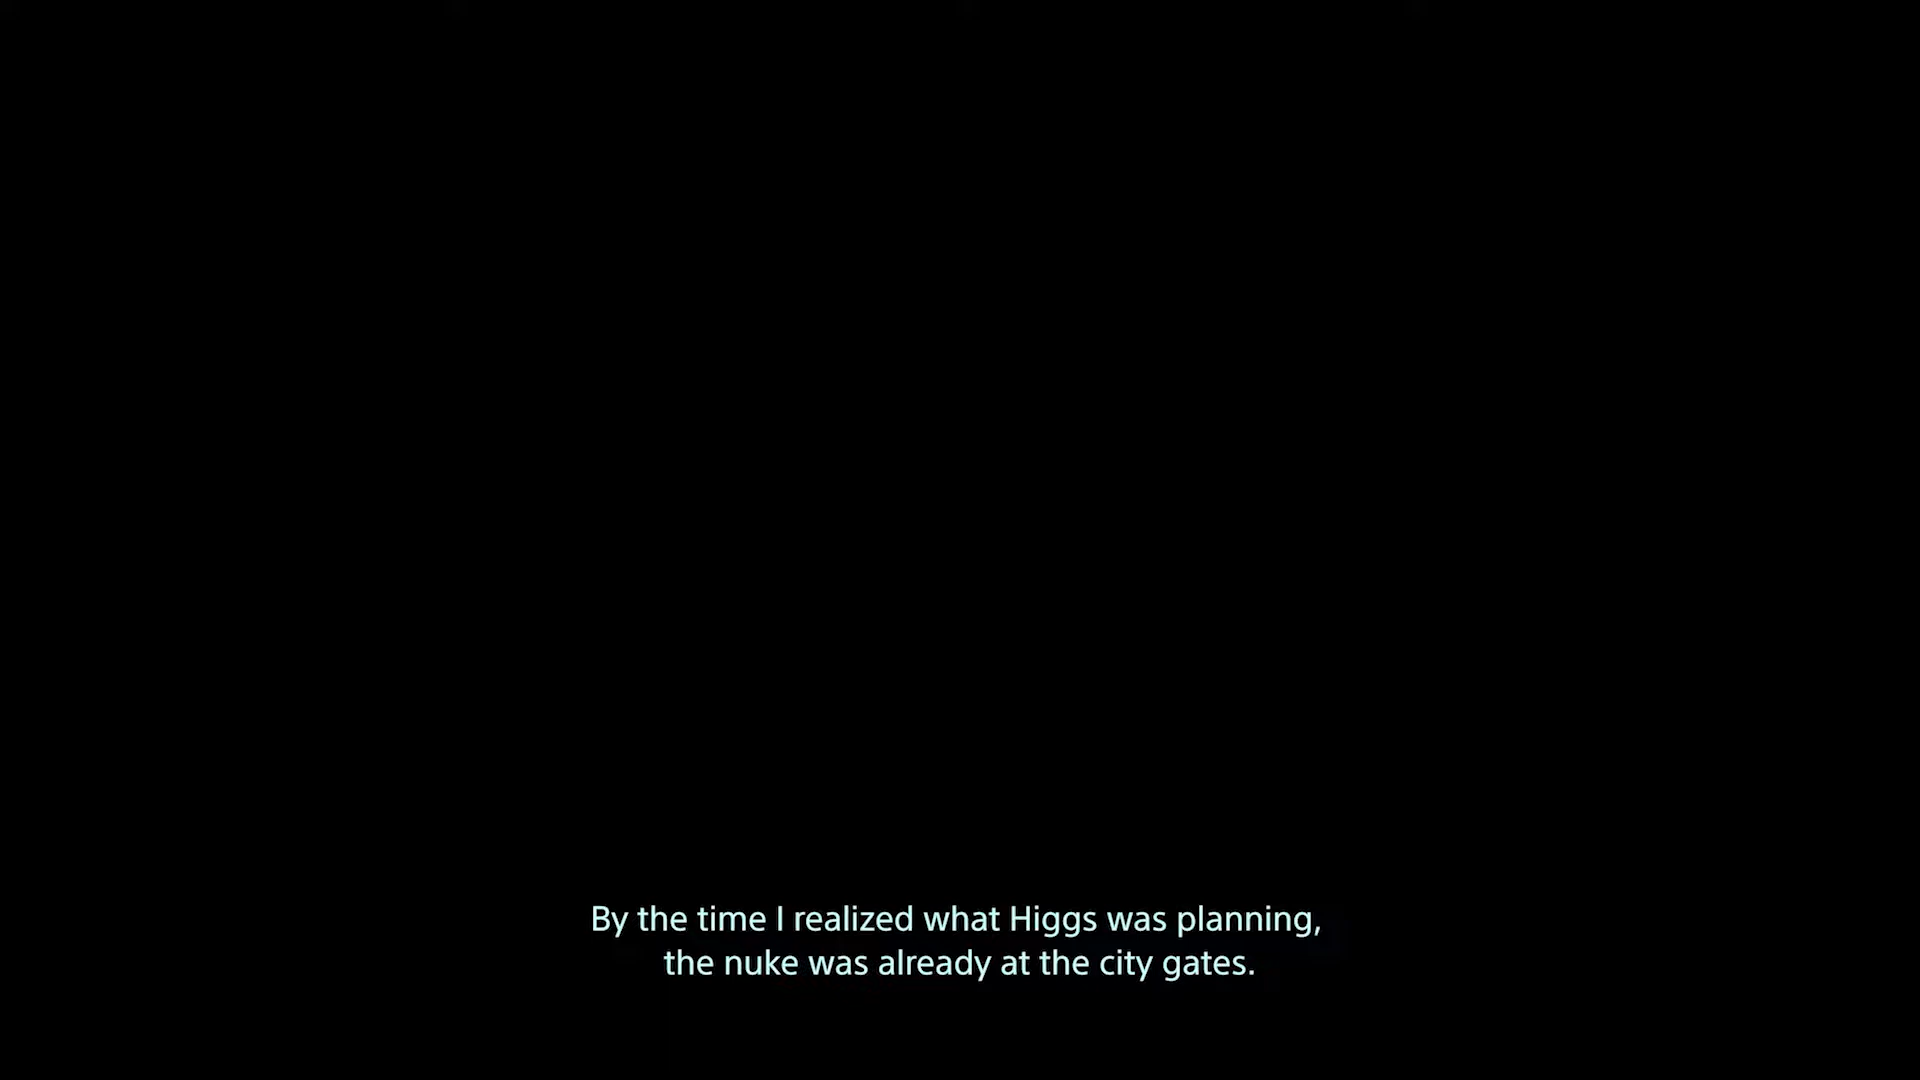 By the time I realized what Higgs was planning,
the nuke was already at the city gates.